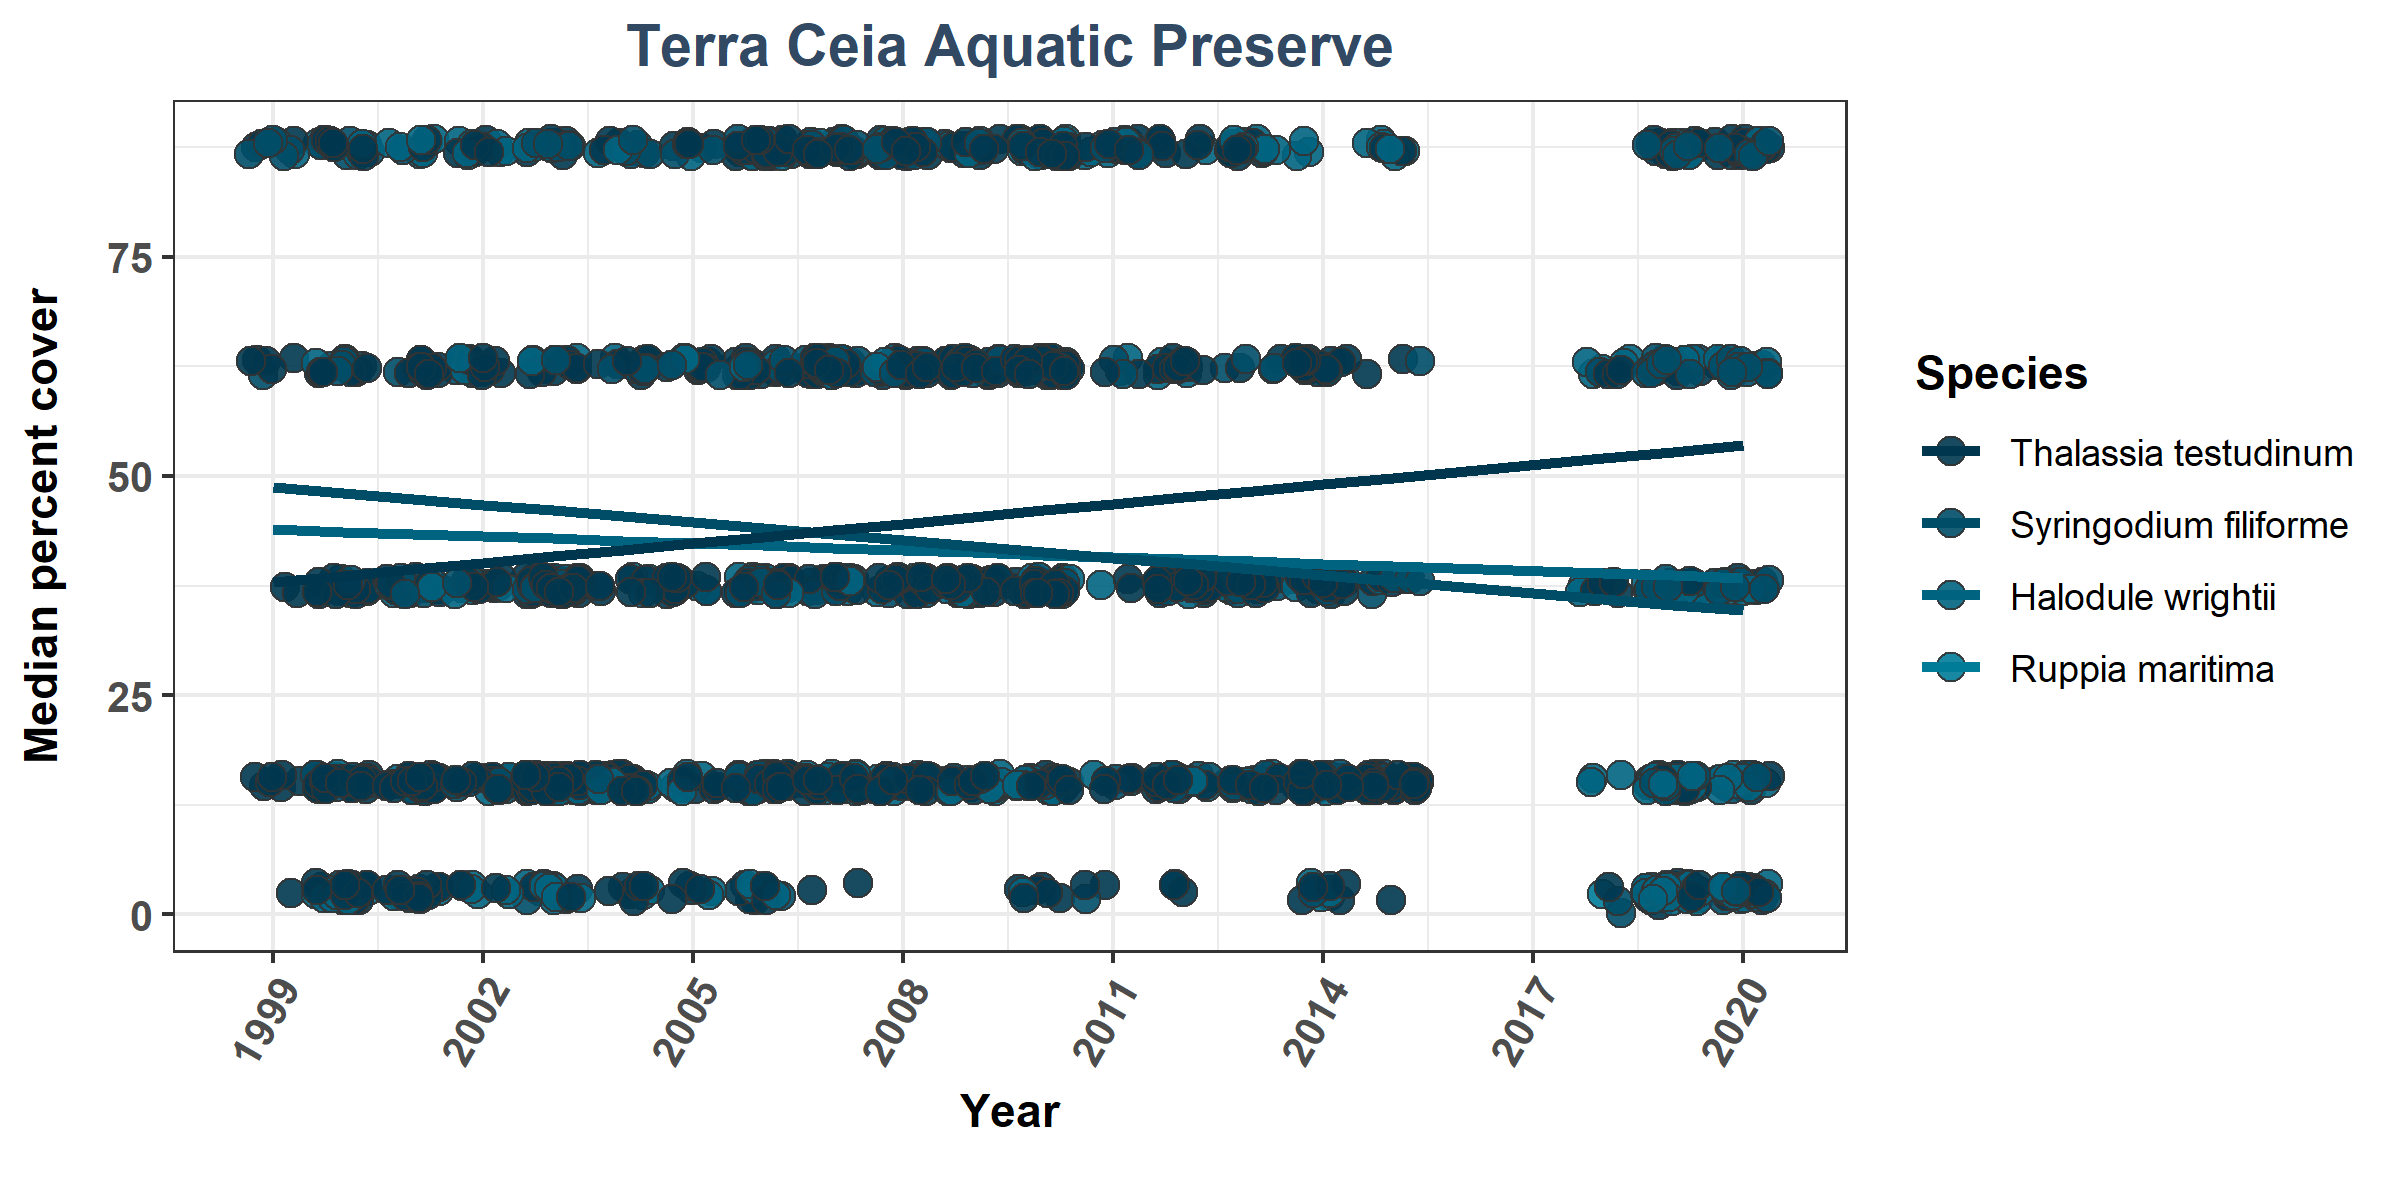 Terra Ceia Aquatic Preserve
Median percent cover
75
50
25
0
1999
2002
2005
2008
2011
2014
2017
2020
Year
Species
Thalassia testudinum
Syringodium filiforme
Halodule wrightii
Ruppia maritima